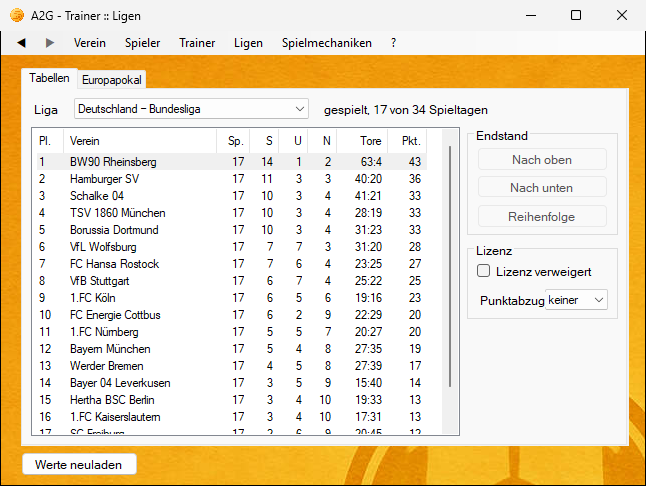 A2G - Trainer :: Ligen
Verein Spieler Trainer Ligen Spielmechaniken ?
Tabellen Europapokal
Liga Deutschland – Bundesliga gespielt, 17 von 34 Spieltagen
Pl. Verein Sp. S U N Tore Pkt.
1 BW90 Rheinsberg 17 14 1 2 63:4 43
2 Hamburger SV 17 11 3 3 40:20 36
3 Schalke 04 17 10 3 4 41:21 33
4 TSV 1860 München 17 10 3 4 28:19 33
5 Borussia Dortmund 17 10 3 4 31:23 33
6 VfL Wolfsburg 17 7 7 3 31:20 28
7 FC Hansa Rostock 17 7 6 4 23:25 27
8 VfB Stuttgart 17 6 7 4 25:22 25
9 1.FC Köln 17 6 5 6 19:16 23
10 FC Energie Cottbus 17 6 2 9 22:29 20
11 1.FC Nürnberg 17 5 5 7 20:27 20
12 Bayern München 17 5 4 8 27:35 19
13 Werder Bremen 17 4 5 8 27:39 17
14 Bayer 04 Leverkusen 17 3 5 9 15:40 14
15 Hertha BSC Berlin 17 3 4 10 19:33 13
16 1.FC Kaiserslautern 17 3 4 10 17:31 13
17 SC Freiburg 17 2 6 9 20:45 12
Endstand
Nach oben
Nach unten
Reihenfolge
Lizenz
Lizenz verweigert
Punktabzug keiner
Werte neuladen